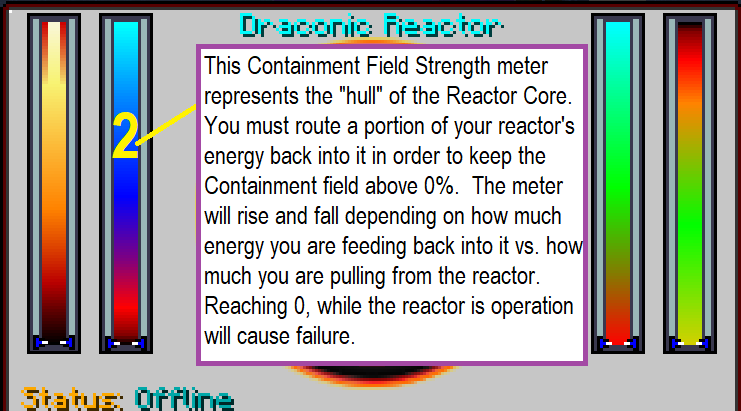 Draconic Reactor
This Containment Field Strength meter
represents the "hull" of the Reactor Core.
You must route a portion of your reactor's
energy back into it in order to keep the
Containment field above 0%.  The meter
will rise and fall depending on how much
energy you are feeding back into it vs. how
much you are pulling from the reactor.
Reaching 0, while the reactor is operation
will cause failure.
2
Status: Offline